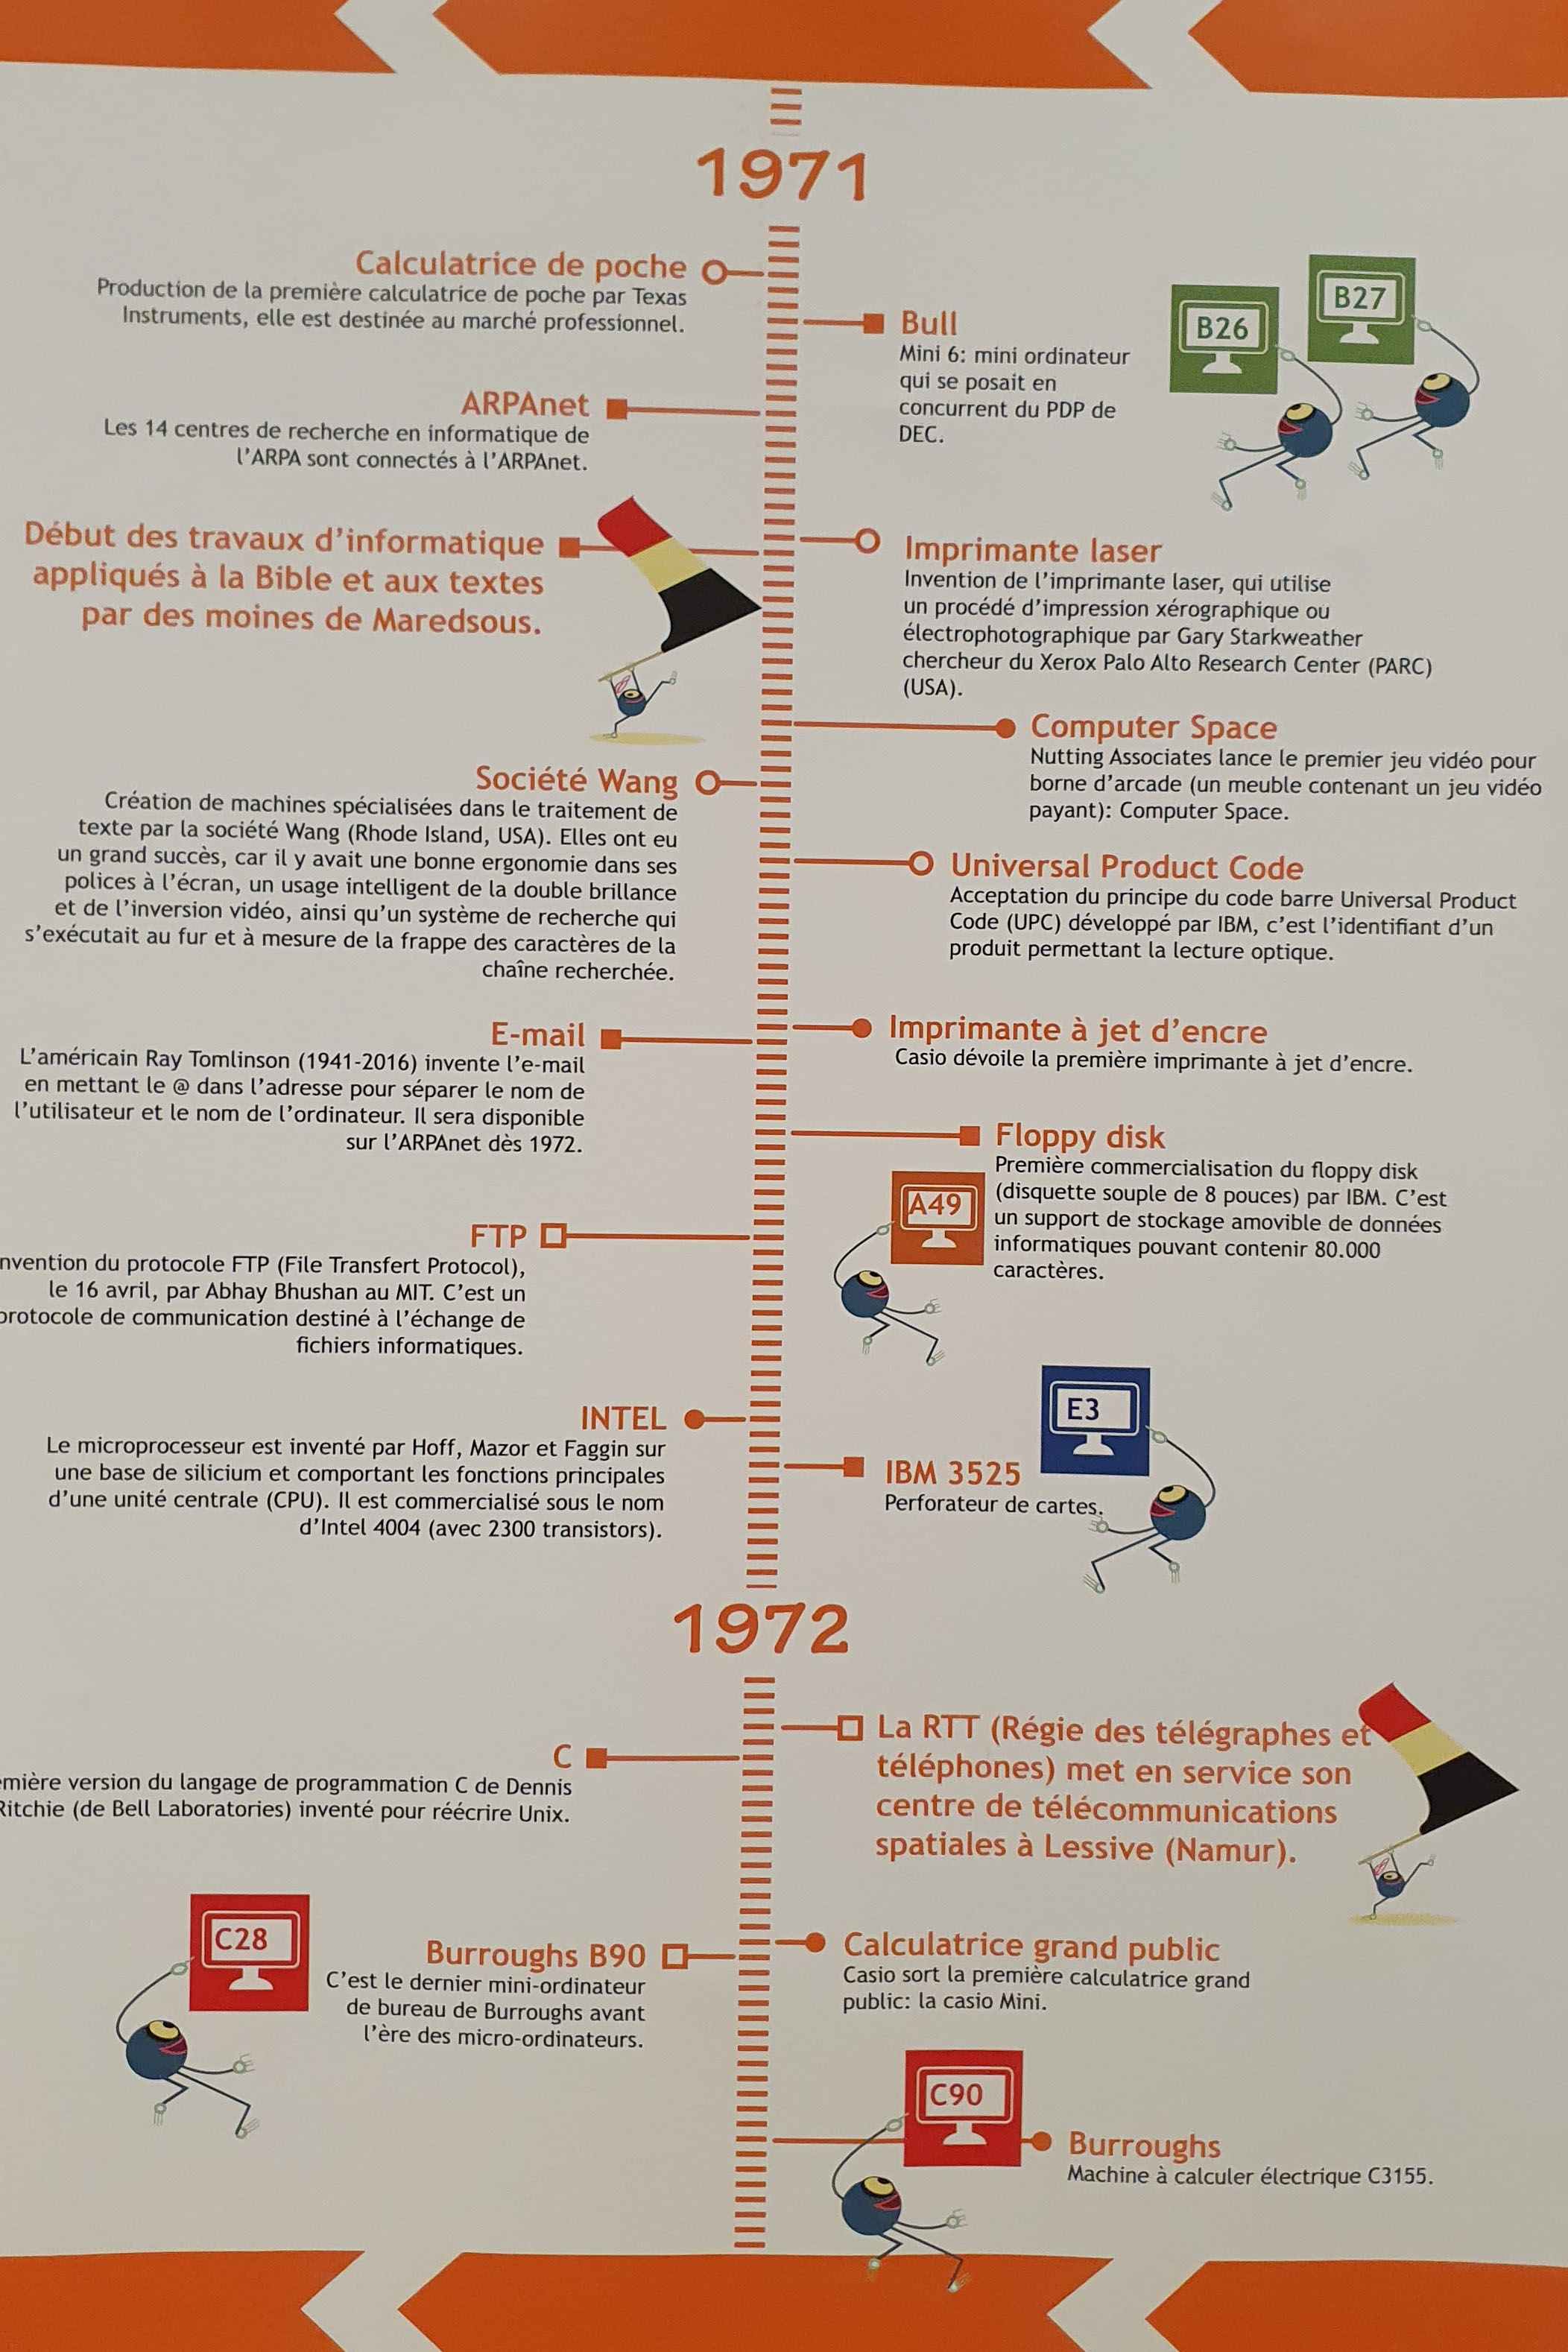 1971
Calculatrice de poche
Production de la première calculatrice de poche par Texas
Instruments, elle est destinée au marché professionnel.
Bull
Mini 6: mini ordinateur
qui se posait en
concurrent du PDP de
DEC.
B26
B27
ARPAnet
Les 14 centres de recherche en informatique de
l'ARPA sont connectés à l'ARPAnet.
Début des travaux d'informatique
appliqués à la Bible et aux textes
par des moines de Maredsous.
Imprimante laser
Invention de l'imprimante laser, qui utilise
un procédé d'impression xérographique ou
électrophotographique par Gary Starkweather
chercheur du Xerox Palo Alto Research Center (PARC)
(USA).
Computer Space
Nutting Associates lance le premier jeu vidéo pour
borne d'arcade (un meuble contenant un jeu vidéo
payant): Computer Space.
Société Wang
Création de machines spécialisées dans le traitement de
texte par la société Wang (Rhode Island, USA). Elles ont eu
un grand succès, car il y avait une bonne ergonomie dans ses
polices à l'écran, un usage intelligent de la double brillance
et de l'inversion vidéo, ainsi qu'un système de recherche qui
s'exécutait au fur et à mesure de la frappe des caractères de la
chaîne recherchée.
Universal Product Code
Acceptation du principe du code barre Universal Product
Code (UPC) développé par IBM, c'est l'identifiant d'un
produit permettant la lecture optique.
E-mail
L'américain Ray Tomlinson (1941-2016) invente l'e-mail
en mettant le @ dans l'adresse pour séparer le nom de
l'utilisateur et le nom de l'ordinateur. Il sera disponible
sur l'ARPAnet dès 1972.
Imprimante à jet d'encre
Casio dévoile la première imprimante à jet d'encre.
Floppy disk
Première commercialisation du floppy disk
(disquette souple de 8 pouces) par IBM. C'est
un support de stockage amovible de données
informatiques pouvant contenir 80.000
caractères.
A49
FTP
nvention du protocole FTP (File Transfert Protocol),
le 16 avril, par Abhay Bhushan au MIT. C'est un
protocole de communication destiné à l'échange de
fichiers informatiques.
INTEL
Le microprocesseur est inventé par Hoff, Mazor et Faggin sur
une base de silicium et comportant les fonctions principales
d'une unité centrale (CPU). Il est commercialisé sous le nom
d'Intel 4004 (avec 2300 transistors).
E3
IBM 3525
Perforateur de cartes.
1972
La RTT (Régie des télégraphes et
téléphones) met en service son
centre de télécommunications
spatiales à Lessive (Namur).
C
emière version du langage de programmation C de Dennis
Ritchie (de Bell Laboratories) inventé pour réécrire Unix.
C28
Burroughs B90
C'est le dernier mini-ordinateur
de bureau de Burroughs avant
l'ère des micro-ordinateurs.
Calculatrice grand public
Casio sort la première calculatrice grand
public: la casio Mini.
C90
Burroughs
Machine à calculer électrique C3155.